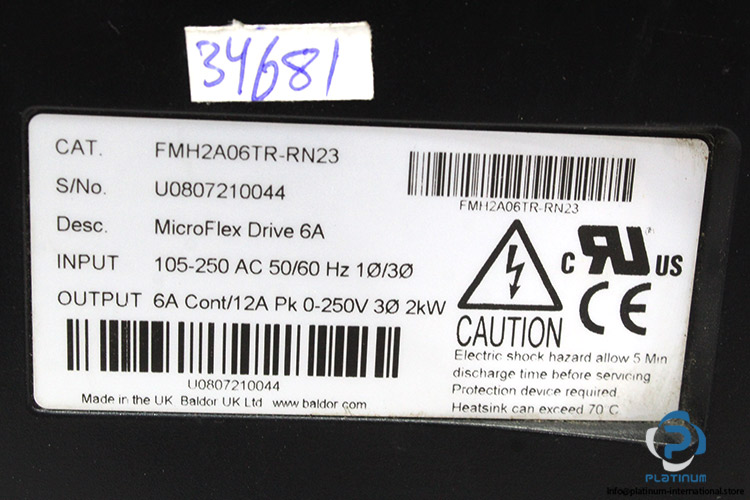 34681
CAT. FMH2A06TR-RN23
S/No. U0807210044
Desc. MicroFlex Drive 6A
INPUT 105-250 AC 50/60 Hz 1Ø/3Ø
OUTPUT 6A Cont/12A Pk 0-250V 3Ø 2kW
U0807210044
Made in the UK Baldor UK Ltd www.baldor.com
FMH2A06TR-RN23
c RU US
CE
CAUTION
Electric shock hazard allow 5 Min
discharge time before servicing
Protection device required
Heatsink can exceed 70°C
PLATINUM
Info@platinum-international.store